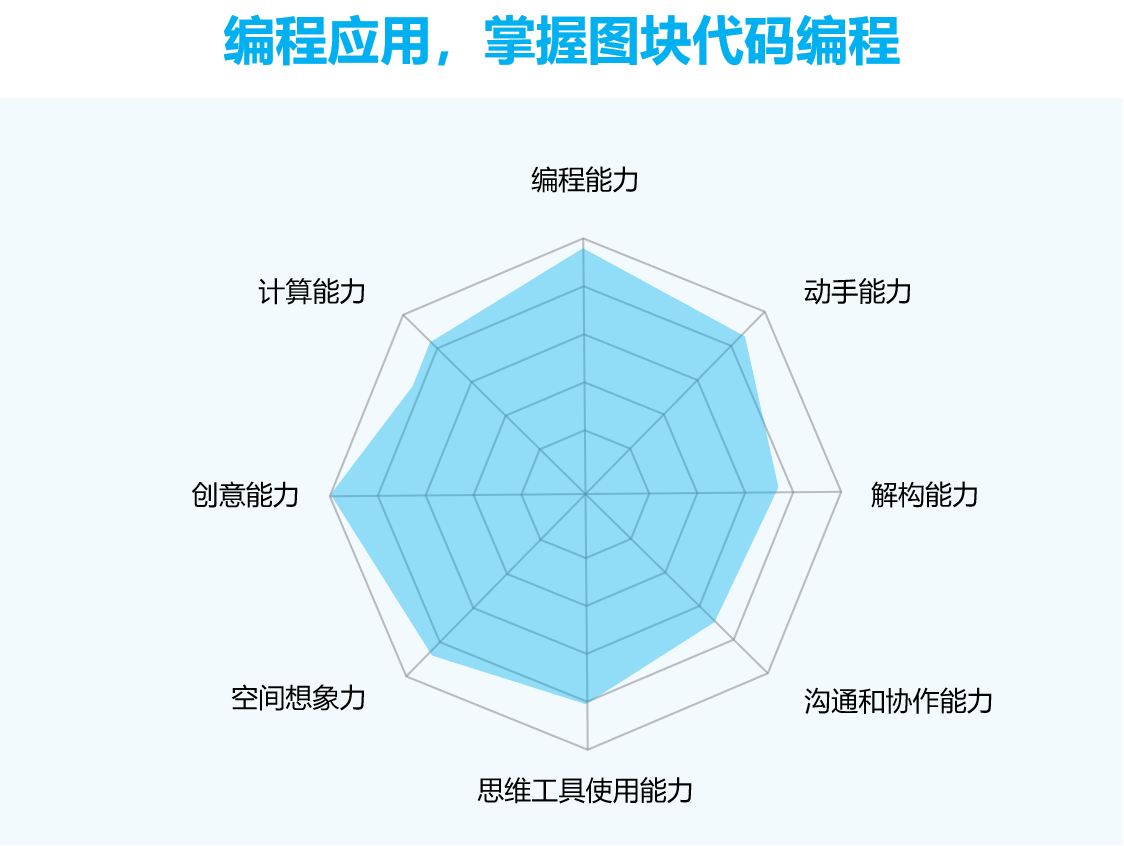 编程应用，掌握图块代码编程
编程能力
计算能力
动手能力
创意能力
解构能力
空间想象力
沟通和协作能力
思维工具使用能力